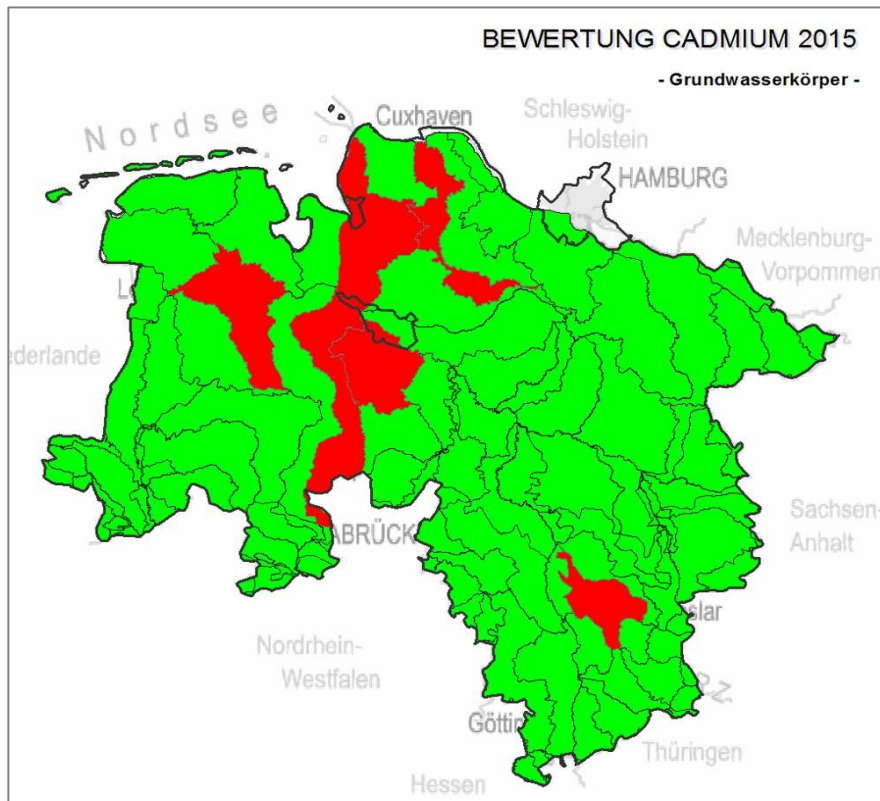 BEWERTUNG CADMIUM 2015
- Grundwasserkörper -
Nordsee
Cuxhaven
Schleswig-
Holstein
HAMBURG
Mecklenburg-
Vorpommen
ederlande
Sachsen-
Anhalt
ABRÜCK
slar
Nordrhein-
Westfalen
Götti
Thüringen
Hessen